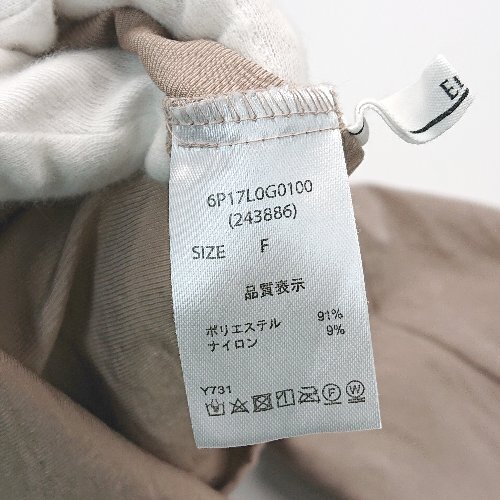 6P17L0G0100
(243886)
SIZE F
品質表示
ポリエステル 91%
ナイロン 9%
Y731
F W